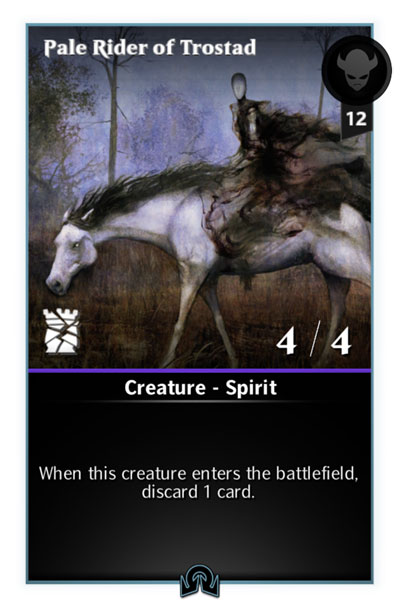 Pale Rider of Trostad
12
4 / 4
Creature - Spirit
When this creature enters the battlefield,
discard 1 card.